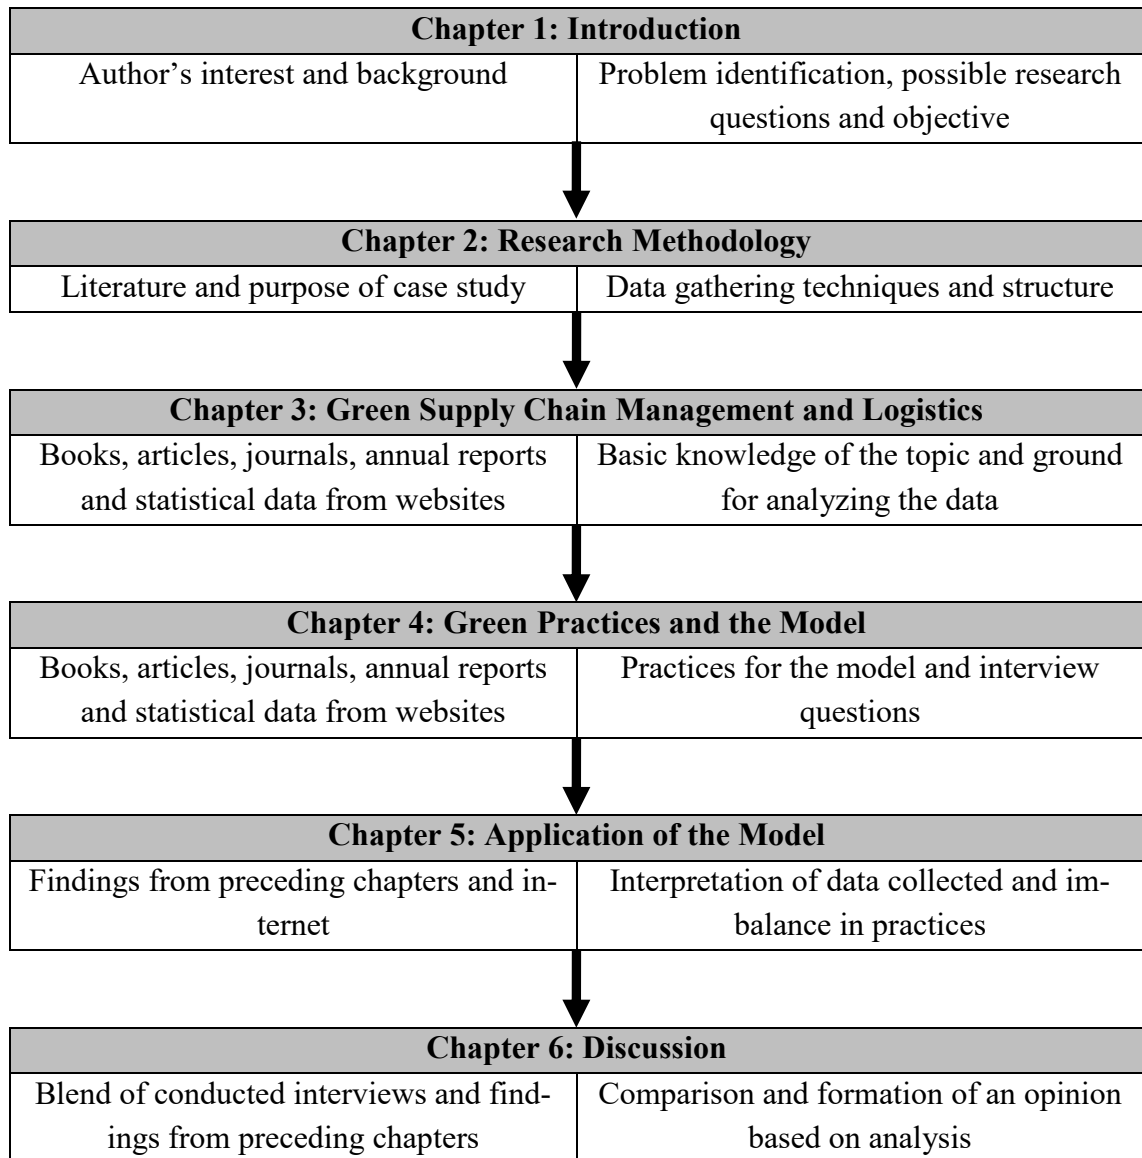 Chapter 1: Introduction
Author’s interest and background
Problem identification, possible research
questions and objective
Chapter 2: Research Methodology
Literature and purpose of case study
Data gathering techniques and structure
Chapter 3: Green Supply Chain Management and Logistics
Books, articles, journals, annual reports
and statistical data from websites
Basic knowledge of the topic and ground
for analyzing the data
Chapter 4: Green Practices and the Model
Books, articles, journals, annual reports
and statistical data from websites
Practices for the model and interview
questions
Chapter 5: Application of the Model
Findings from preceding chapters and in-
ternet
Interpretation of data collected and im-
balance in practices
Chapter 6: Discussion
Blend of conducted interviews and find-
ings from preceding chapters
Comparison and formation of an opinion
based on analysis